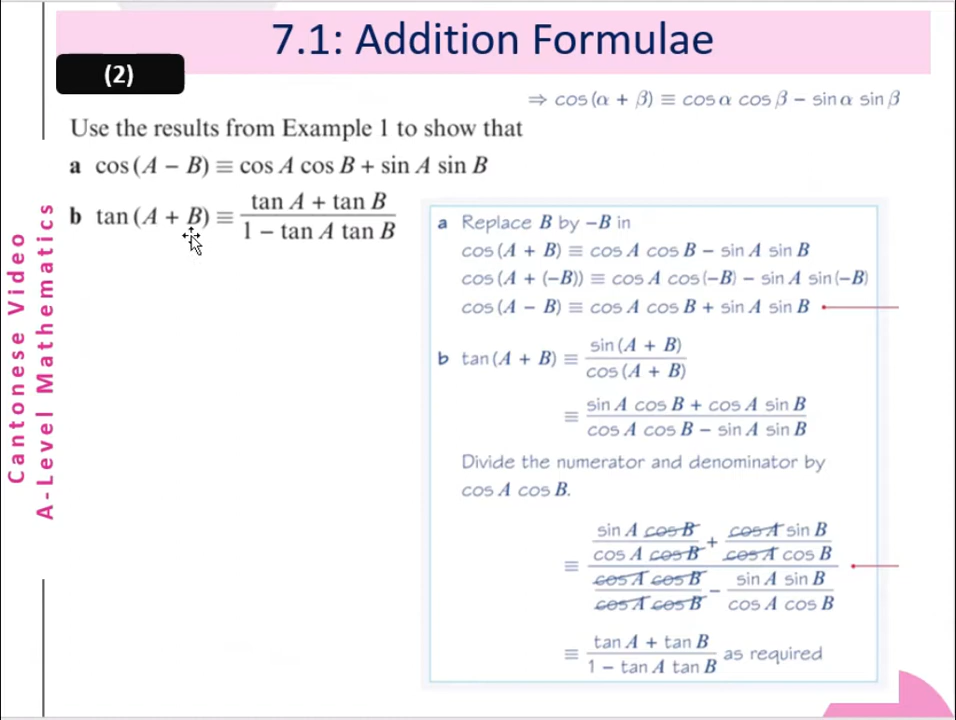 7.1: Addition Formulae
(2)
⇒ cos (α + β) ≡ cos α cos β − sin α sin β
Use the results from Example 1 to show that
a cos (A − B) ≡ cos A cos B + sin A sin B
b tan (A + B) ≡ (tan A + tan B) / (1 − tan A tan B)
a Replace B by −B in
cos (A + B) ≡ cos A cos B − sin A sin B
cos (A + (−B)) ≡ cos A cos (−B) − sin A sin (−B)
cos (A − B) ≡ cos A cos B + sin A sin B
b tan (A + B) ≡ sin (A + B) / cos (A + B)
≡ (sin A cos B + cos A sin B) / (cos A cos B − sin A sin B)
Divide the numerator and denominator by
cos A cos B.
≡ (sin A cos B / cos A cos B + cos A sin B / cos A cos B) / (cos A cos B / cos A cos B − sin A sin B / cos A cos B)
≡ (tan A + tan B) / (1 − tan A tan B) as required
Cantonese Video
A-Level Mathematics